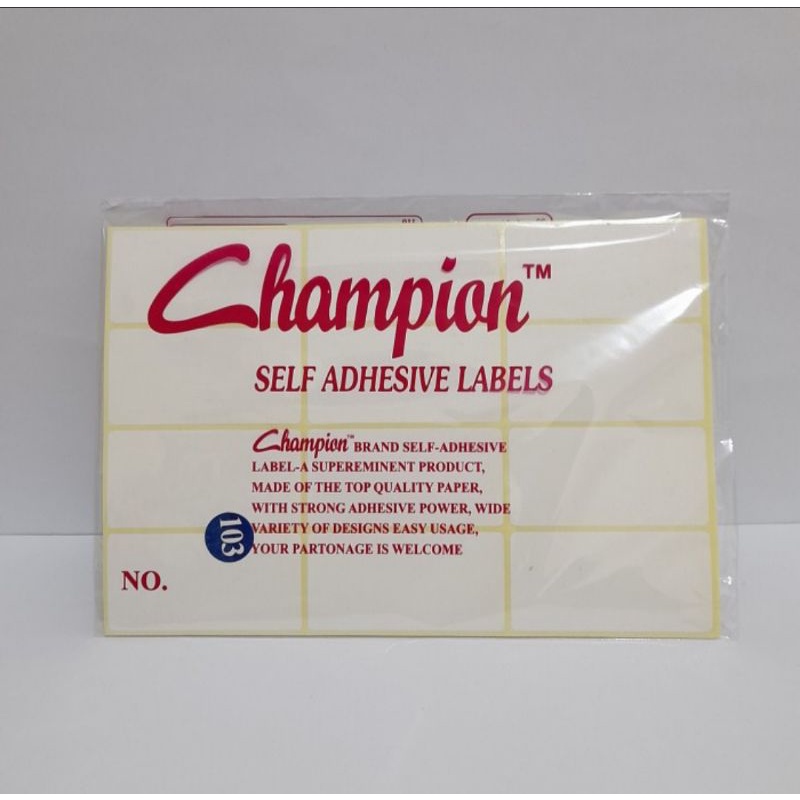 Champion™
SELF ADHESIVE LABELS
Champion™ BRAND SELF-ADHESIVE
LABEL-A SUPEREMINENT PRODUCT,
MADE OF THE TOP QUALITY PAPER,
WITH STRONG ADHESIVE POWER, WIDE
VARIETY OF DESIGNS EASY USAGE,
YOUR PARTONAGE IS WELCOME
103
NO.